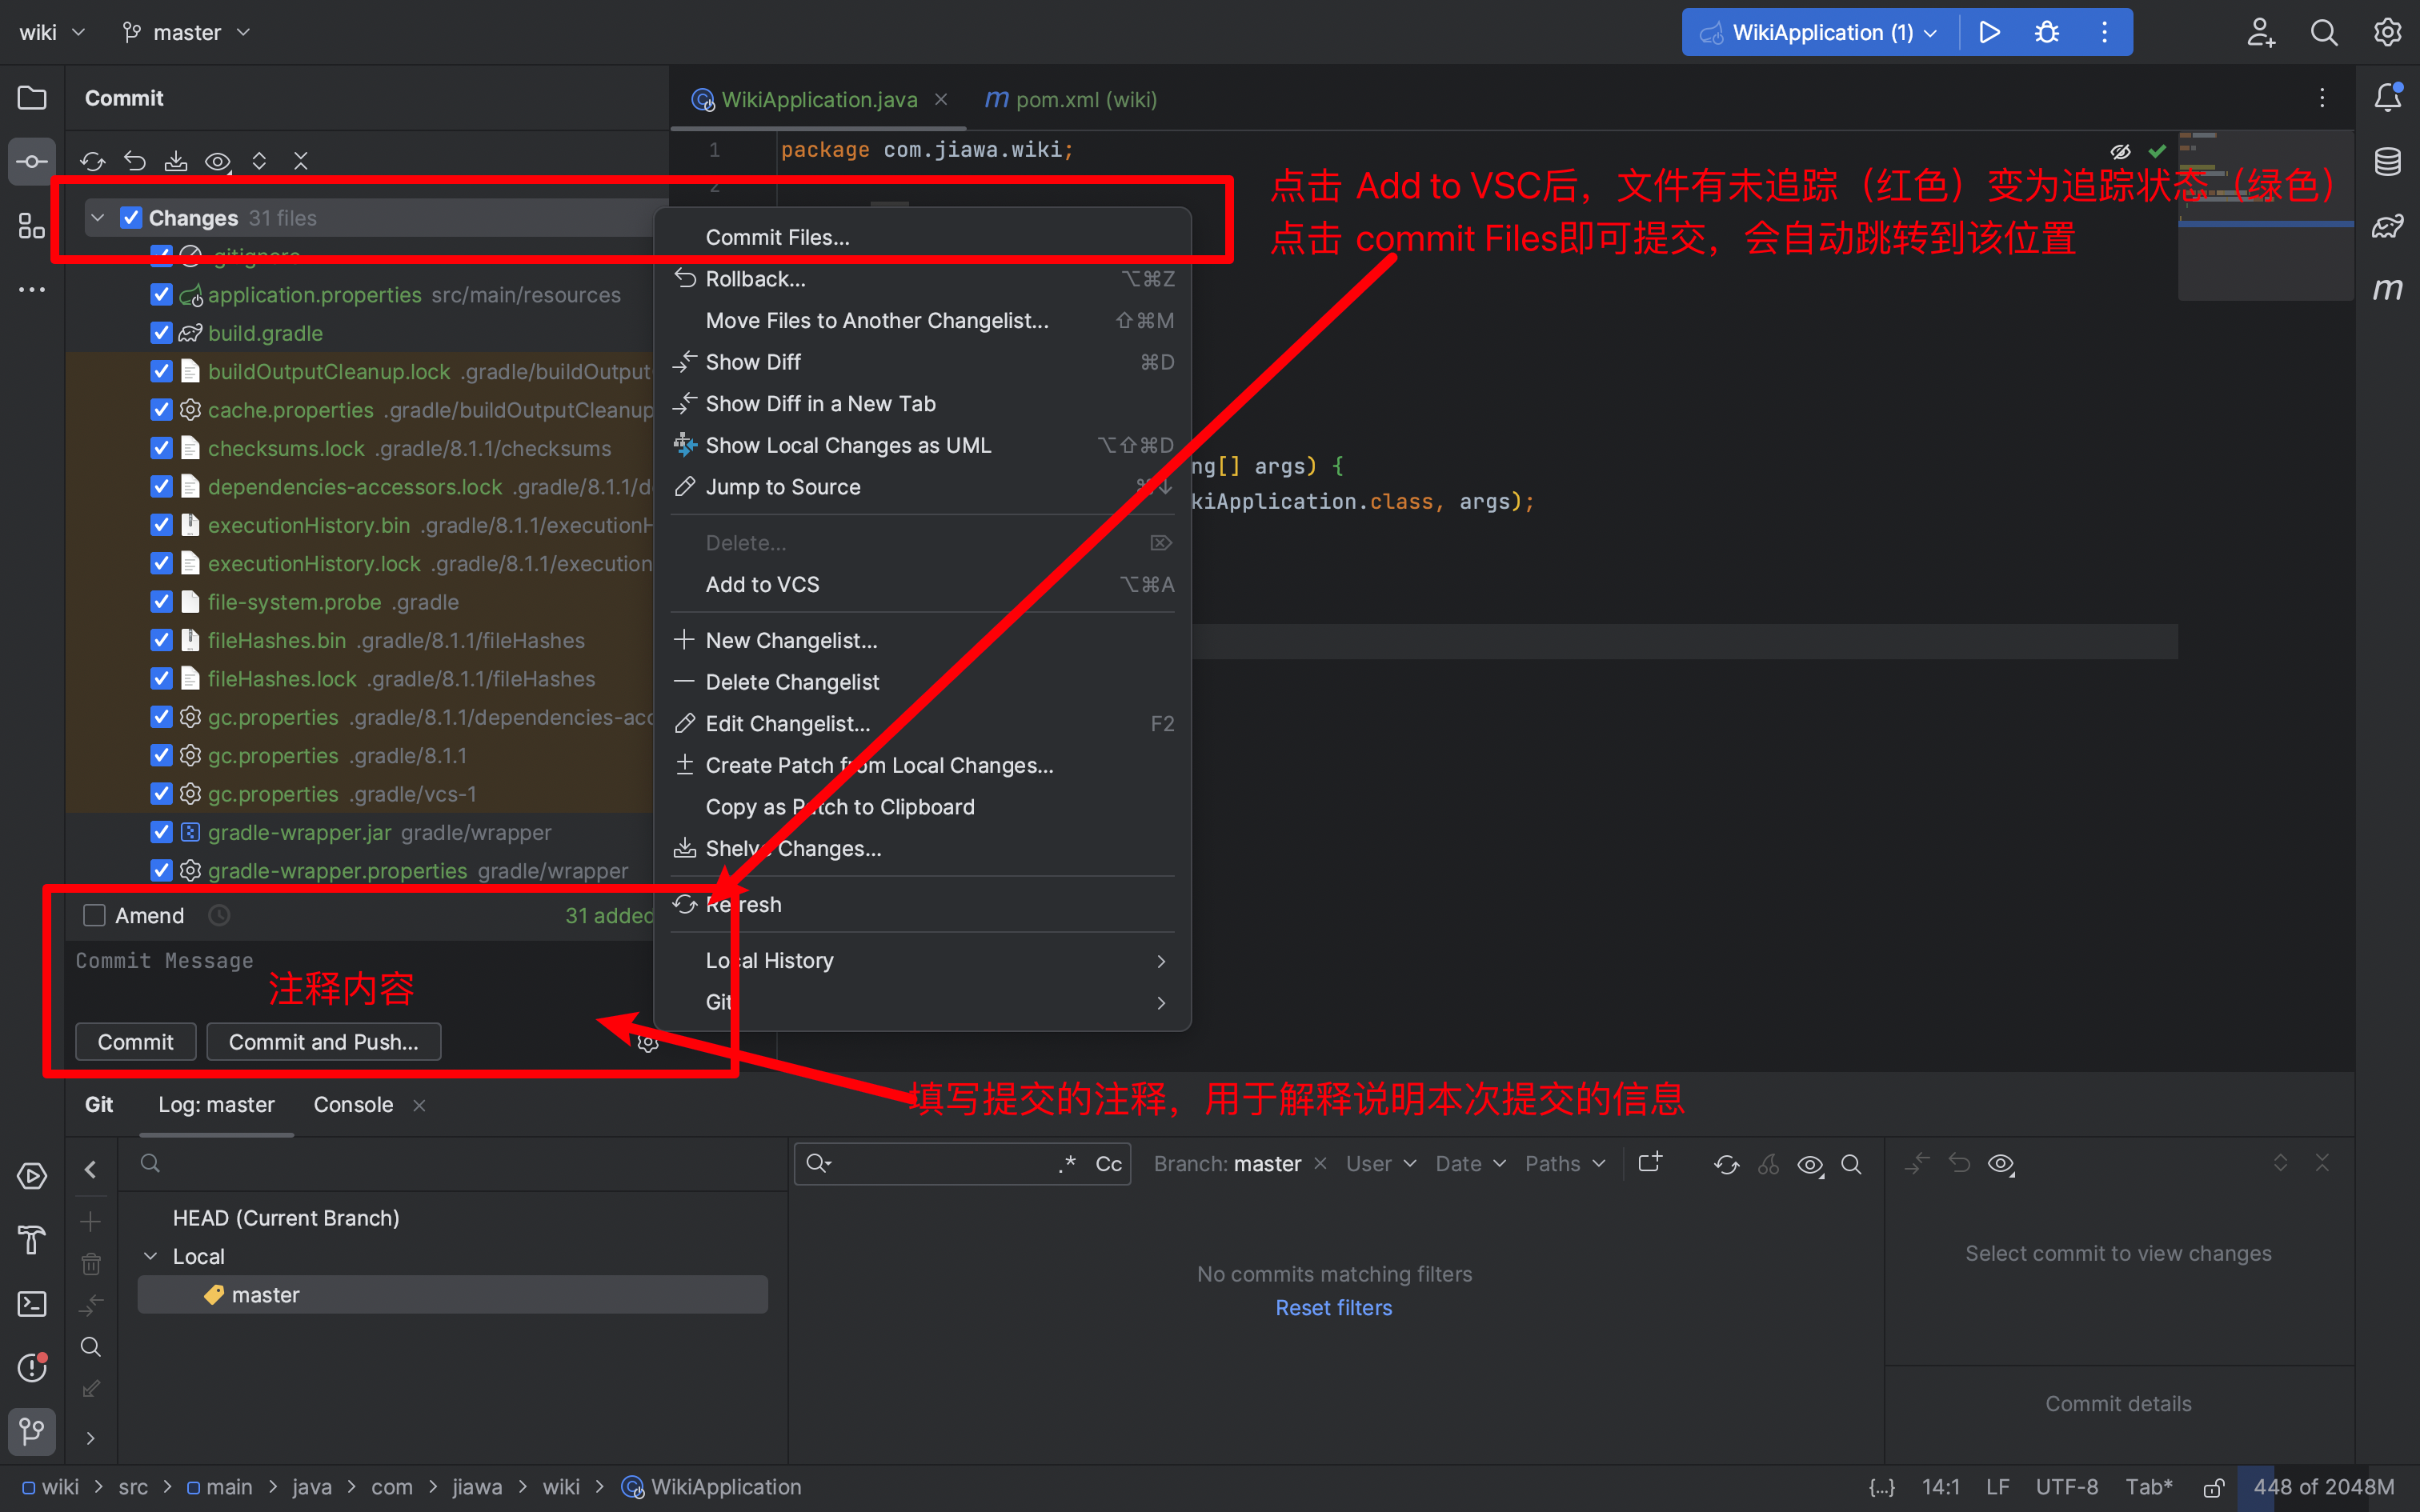 wiki
master
WikiApplication (1)
Commit
WikiApplication.java
pom.xml (wiki)
1
package com.jiawa.wiki;
2
点击 Add to VSC后，文件有未追踪（红色）变为追踪状态（绿色）
点击 commit Files即可提交，会自动跳转到该位置
Changes 31 files
.gitignore
application.properties src/main/resources
build.gradle
buildOutputCleanup.lock .gradle/buildOutput
cache.properties .gradle/buildOutputCleanup
checksums.lock .gradle/8.1.1/checksums
dependencies-accessors.lock .gradle/8.1.1/de
executionHistory.bin .gradle/8.1.1/executionH
executionHistory.lock .gradle/8.1.1/execution
file-system.probe .gradle
fileHashes.bin .gradle/8.1.1/fileHashes
fileHashes.lock .gradle/8.1.1/fileHashes
gc.properties .gradle/8.1.1/dependencies-acc
gc.properties .gradle/8.1.1
gc.properties .gradle/vcs-1
gradle-wrapper.jar gradle/wrapper
gradle-wrapper.properties gradle/wrapper
Commit Files...
Rollback... ⌥⌘Z
Move Files to Another Changelist... ⇧⌘M
Show Diff ⌘D
Show Diff in a New Tab
Show Local Changes as UML ⌥⇧⌘D
Jump to Source ⌘↓
Delete... ⌦
Add to VCS ⌥⌘A
New Changelist...
Delete Changelist
Edit Changelist... F2
Create Patch from Local Changes...
Copy as Patch to Clipboard
Shelve Changes...
Refresh
Local History
Git
ng[] args) {
kiApplication.class, args);
Amend
31 added
Commit Message
注释内容
Commit
Commit and Push...
填写提交的注释，用于解释说明本次提交的信息
Git
Log: master
Console
.*
Cc
Branch: master
User
Date
Paths
HEAD (Current Branch)
Local
master
No commits matching filters
Reset filters
Select commit to view changes
Commit details
wiki > src > main > java > com > jiawa > wiki > WikiApplication
{...}
14:1
LF
UTF-8
Tab*
448 of 2048M